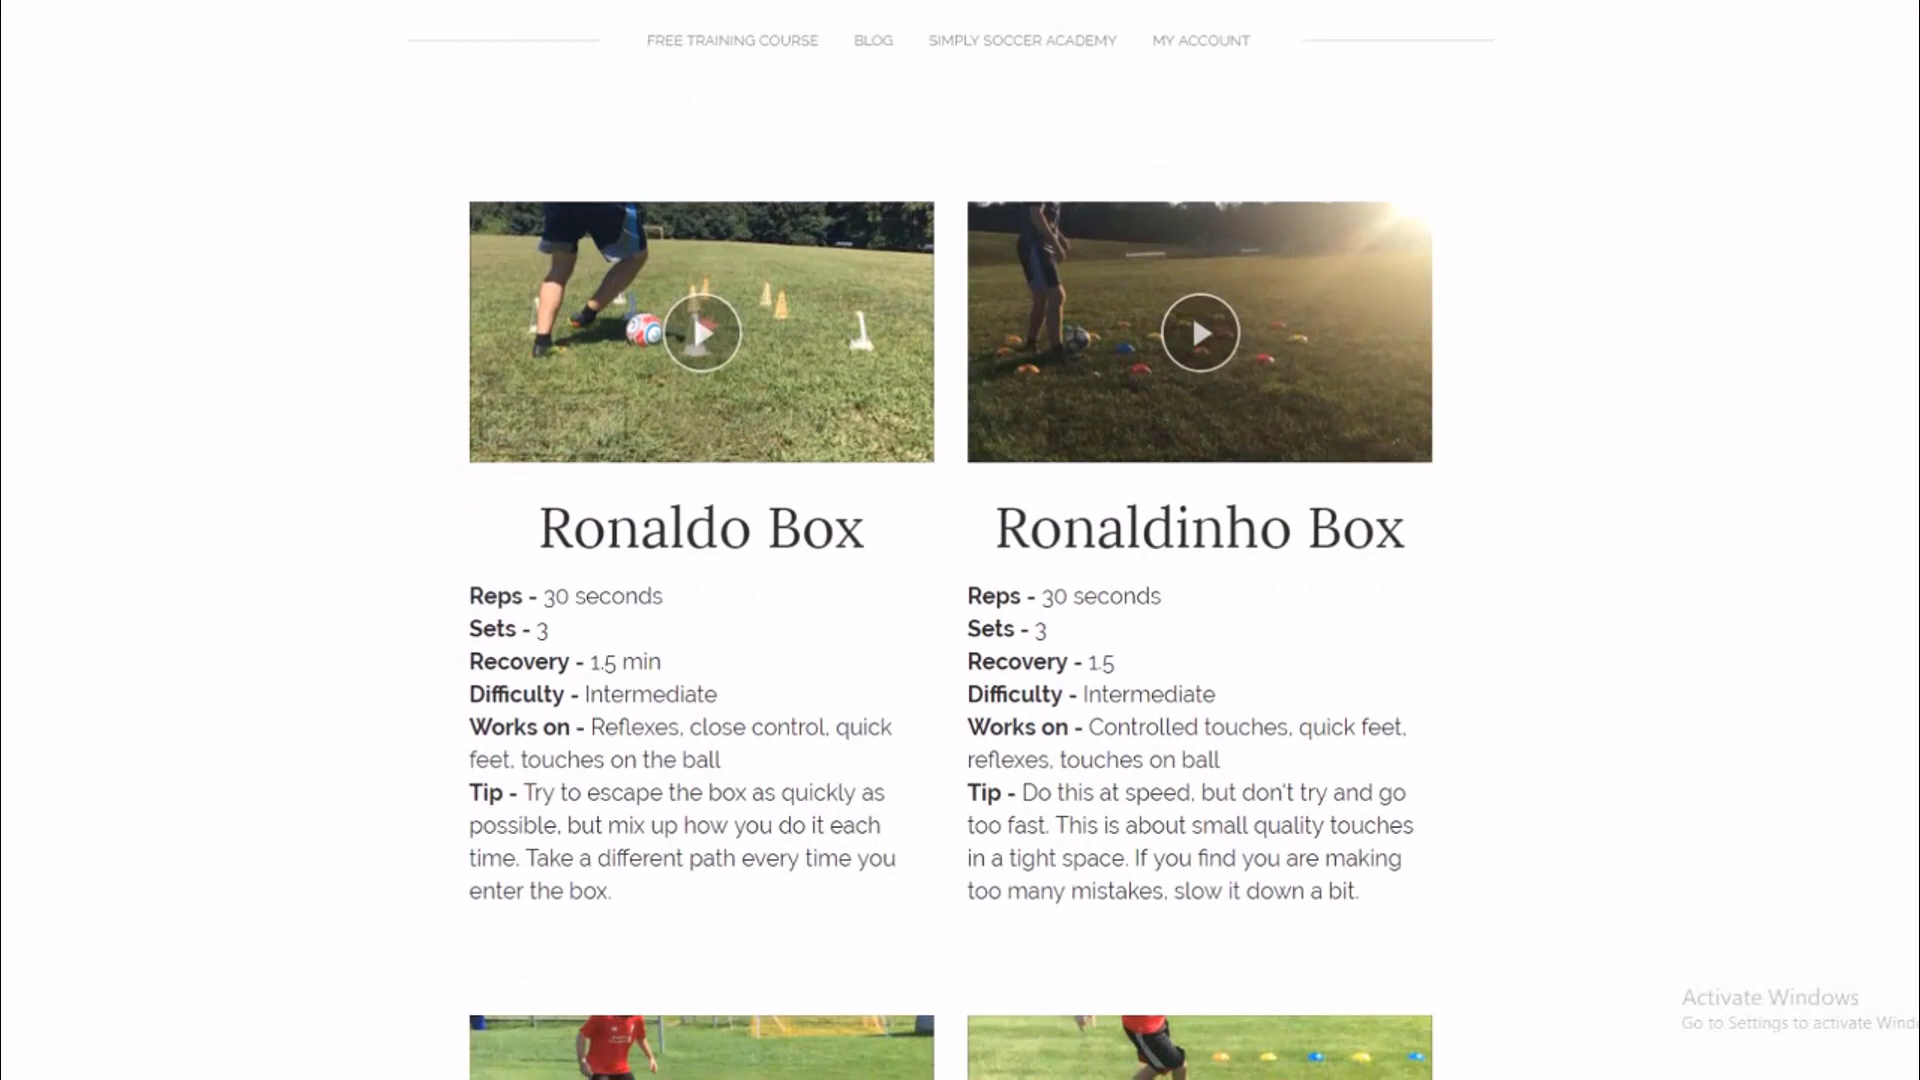 FREE TRAINING COURSE BLOG SIMPLY SOCCER ACADEMY MY ACCOUNT
Ronaldo Box
Reps - 30 seconds
Sets - 3
Recovery - 1.5 min
Difficulty - Intermediate
Works on - Reflexes, close control, quick
feet, touches on the ball
Tip - Try to escape the box as quickly as
possible, but mix up how you do it each
time. Take a different path every time you
enter the box.
Ronaldinho Box
Reps - 30 seconds
Sets - 3
Recovery - 1.5
Difficulty - Intermediate
Works on - Controlled touches, quick feet,
reflexes, touches on ball
Tip - Do this at speed, but don't try and go
too fast. This is about small quality touches
in a tight space. If you find you are making
too many mistakes, slow it down a bit.
Activate Windows
Go to Settings to activate Wind